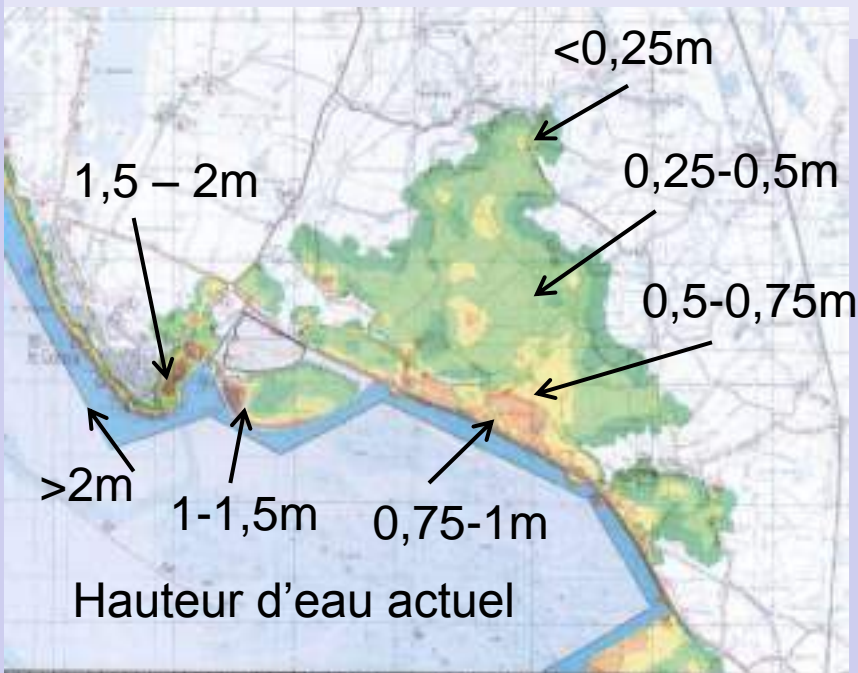 <0,25m
1,5 – 2m
0,25-0,5m
0,5-0,75m
>2m
1-1,5m
0,75-1m
Hauteur d’eau actuel